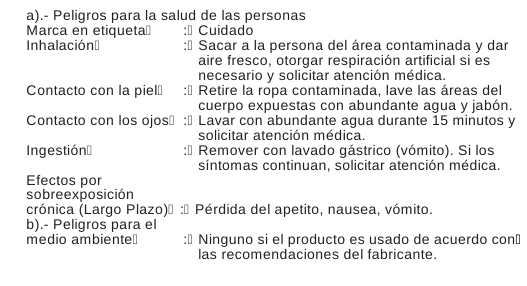 a).- Peligros para la salud de las personas
Marca en etiqueta : Cuidado
Inhalación : Sacar a la persona del área contaminada y dar
aire fresco, otorgar respiración artificial si es
necesario y solicitar atención médica.
Contacto con la piel : Retire la ropa contaminada, lave las áreas del
cuerpo expuestas con abundante agua y jabón.
Contacto con los ojos : Lavar con abundante agua durante 15 minutos y
solicitar atención médica.
Ingestión : Remover con lavado gástrico (vómito). Si los
síntomas continuan, solicitar atención médica.
Efectos por
sobreexposición
crónica (Largo Plazo) : Pérdida del apetito, nausea, vómito.
b).- Peligros para el
medio ambiente : Ninguno si el producto es usado de acuerdo con
las recomendaciones del fabricante.